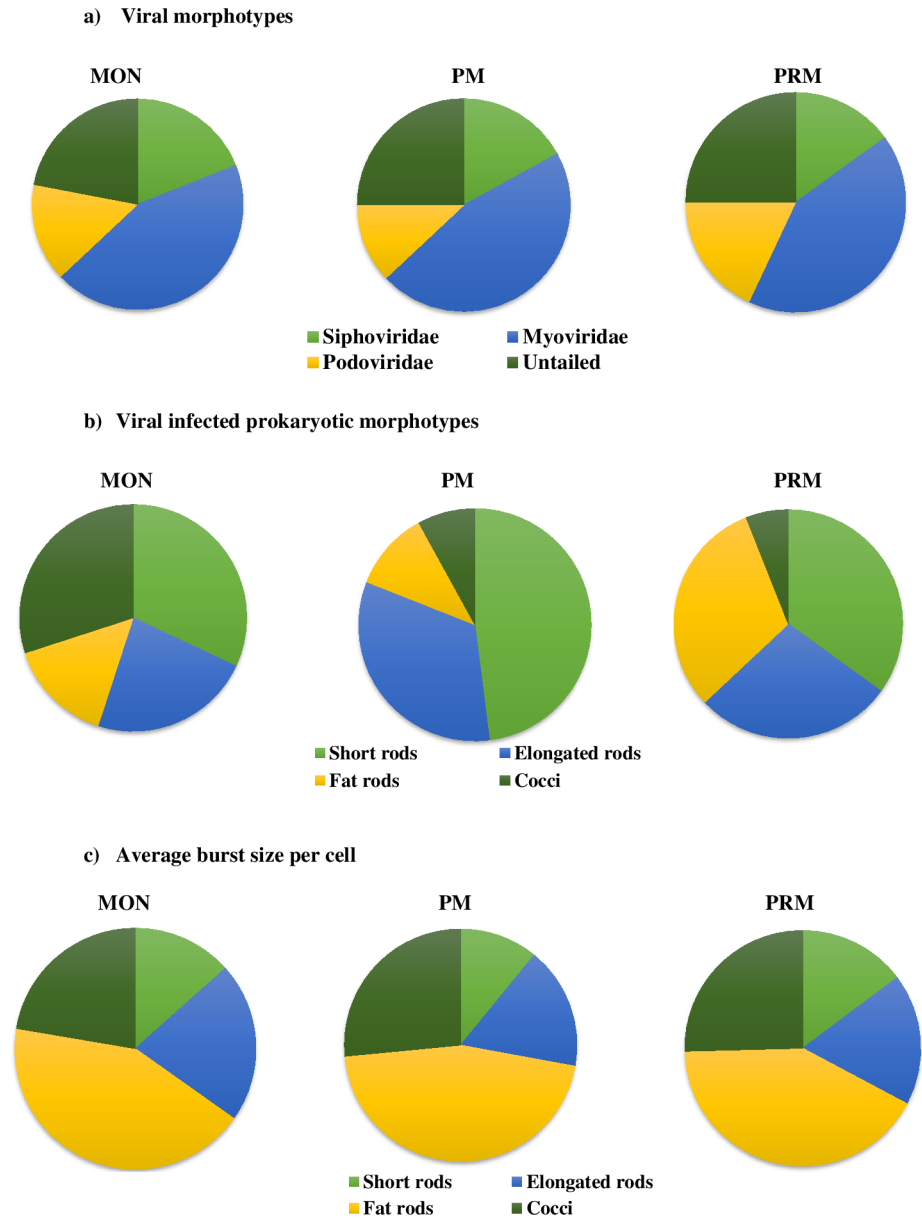 a) Viral morphotypes
MON PM PRM
Siphoviridae Myoviridae
Podoviridae Untailed
b) Viral infected prokaryotic morphotypes
MON PM PRM
Short rods Elongated rods
Fat rods Cocci
c) Average burst size per cell
MON PM PRM
Short rods Elongated rods
Fat rods Cocci